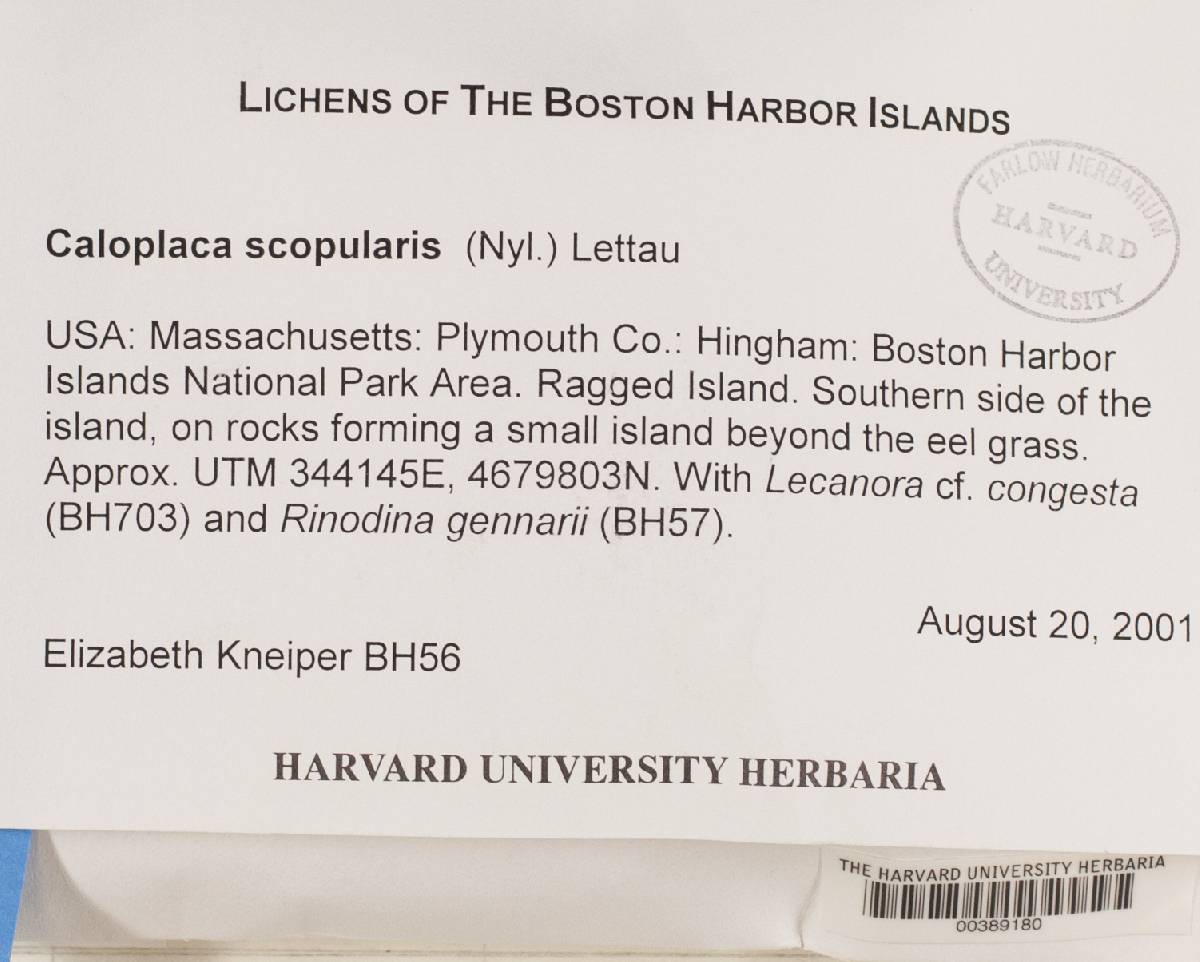 LICHENS OF THE BOSTON HARBOR ISLANDS
FARLOW HERBARIUM
HARVARD
UNIVERSITY
Caloplaca scopularis (Nyl.) Lettau
USA: Massachusetts: Plymouth Co.: Hingham: Boston Harbor
Islands National Park Area. Ragged Island. Southern side of the
island, on rocks forming a small island beyond the eel grass.
Approx. UTM 344145E, 4679803N. With Lecanora cf. congesta
(BH703) and Rinodina gennarii (BH57).
August 20, 2001
Elizabeth Kneiper BH56
HARVARD UNIVERSITY HERBARIA
THE HARVARD UNIVERSITY HERBARIA
00389180